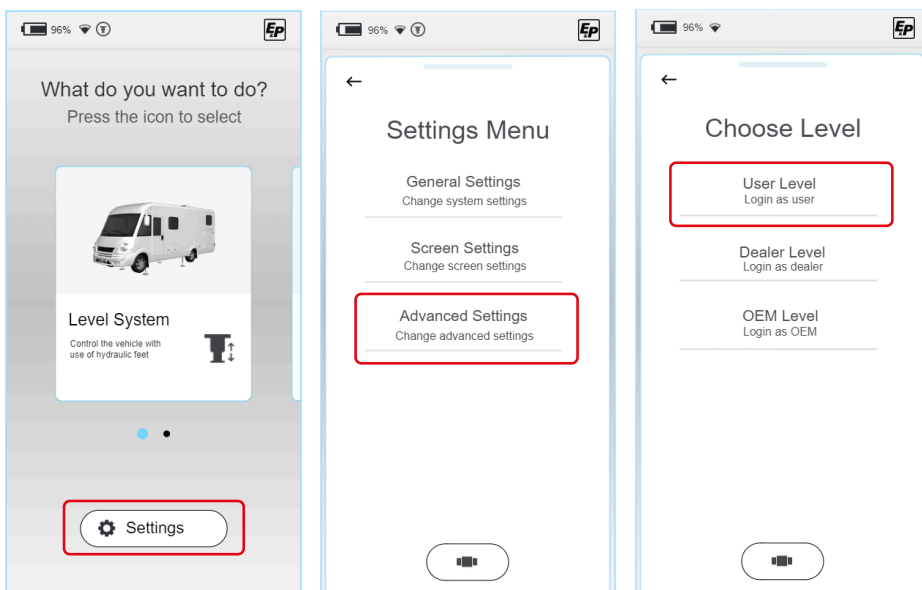 96%
EP
What do you want to do?
Press the icon to select
Level System
Control the vehicle with
use of hydraulic feet
Settings
96%
EP
Settings Menu
General Settings
Change system settings
Screen Settings
Change screen settings
Advanced Settings
Change advanced settings
96%
EP
Choose Level
User Level
Login as user
Dealer Level
Login as dealer
OEM Level
Login as OEM